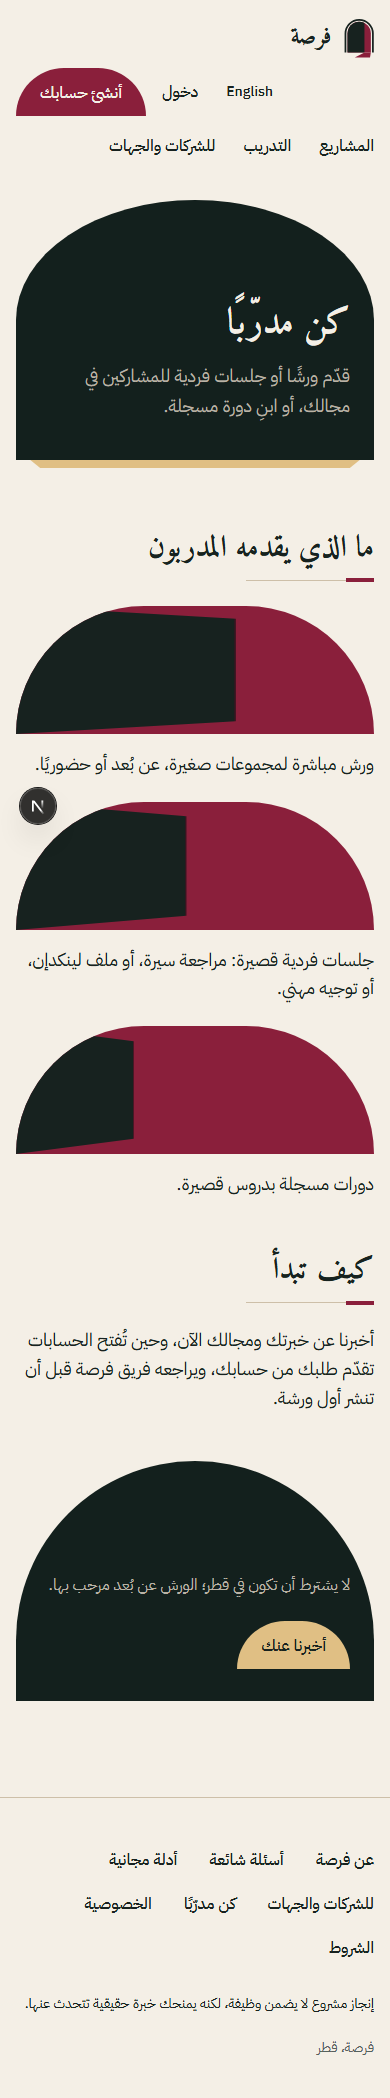 فرصة
English
دخول
أنشئ حسابك
المشاريع
التدريب
للشركات والجهات
كن مدرّبًا
قدّم ورشًا أو جلسات فردية للمشاركين في
مجالك، أو ابنِ دورة مسجلة.
ما الذي يقدمه المدربون
ورش مباشرة لمجموعات صغيرة، عن بُعد أو حضوريًا.
N
جلسات فردية قصيرة: مراجعة سيرة، أو ملف لينكدإن،
أو توجيه مهني.
دورات مسجلة بدروس قصيرة.
كيف تبدأ
أخبرنا عن خبرتك ومجالك الآن، وحين تُفتح الحسابات
تقدّم طلبك من حسابك، ويراجعه فريق فرصة قبل أن
تنشر أول ورشة.
لا يشترط أن تكون في قطر؛ الورش عن بُعد مرحب بها.
أخبرنا عنك
عن فرصة
أسئلة شائعة
أدلة مجانية
للشركات والجهات
كن مدرّبًا
الخصوصية
الشروط
إنجاز مشروع لا يضمن وظيفة، لكنه يمنحك خبرة حقيقية تتحدث عنها.
فرصة، قطر